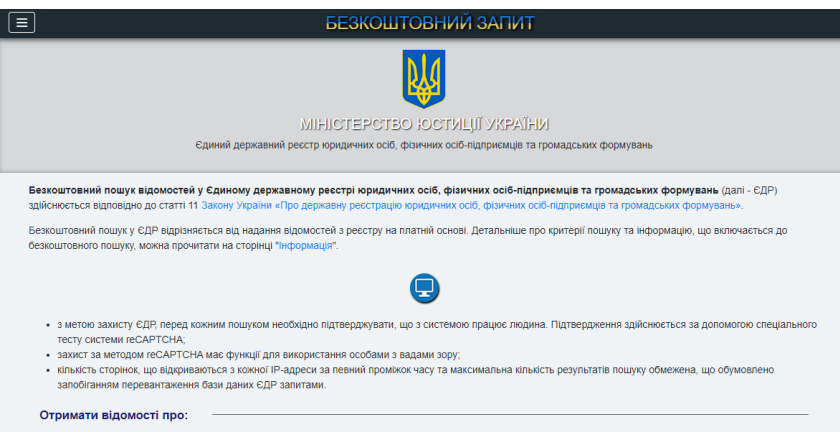 БЕЗКОШТОВНИЙ ЗАПИТ
МІНІСТЕРСТВО ЮСТИЦІЇ УКРАЇНИ
Єдиний державний реєстр юридичних осіб, фізичних осіб-підприємців та громадських формувань
Безкоштовний пошук відомостей у Єдиному державному реєстрі юридичних осіб, фізичних осіб-підприємців та громадських формувань (далі - ЄДР)
здійснюється відповідно до статті 11 Закону України «Про державну реєстрацію юридичних осіб, фізичних осіб-підприємців та громадських формувань».
Безкоштовний пошук у ЄДР відрізняється від надання відомостей з реєстру на платній основі. Детальніше про критерії пошуку та інформацію, що включається до
безкоштовного пошуку, можна прочитати на сторінці "Інформація".
• з метою захисту ЄДР, перед кожним пошуком необхідно підтверджувати, що з системою працює людина. Підтвердження здійснюється за допомогою спеціального
тесту системи reCAPTCHA;
• захист за методом reCAPTCHA має функції для використання особами з вадами зору;
• кількість сторінок, що відкриваються з кожної IP-адреси за певний проміжок часу та максимальна кількість результатів пошуку обмежена, що обумовлено
запобіганням перевантаження бази даних ЄДР запитами.
Отримати відомості про: